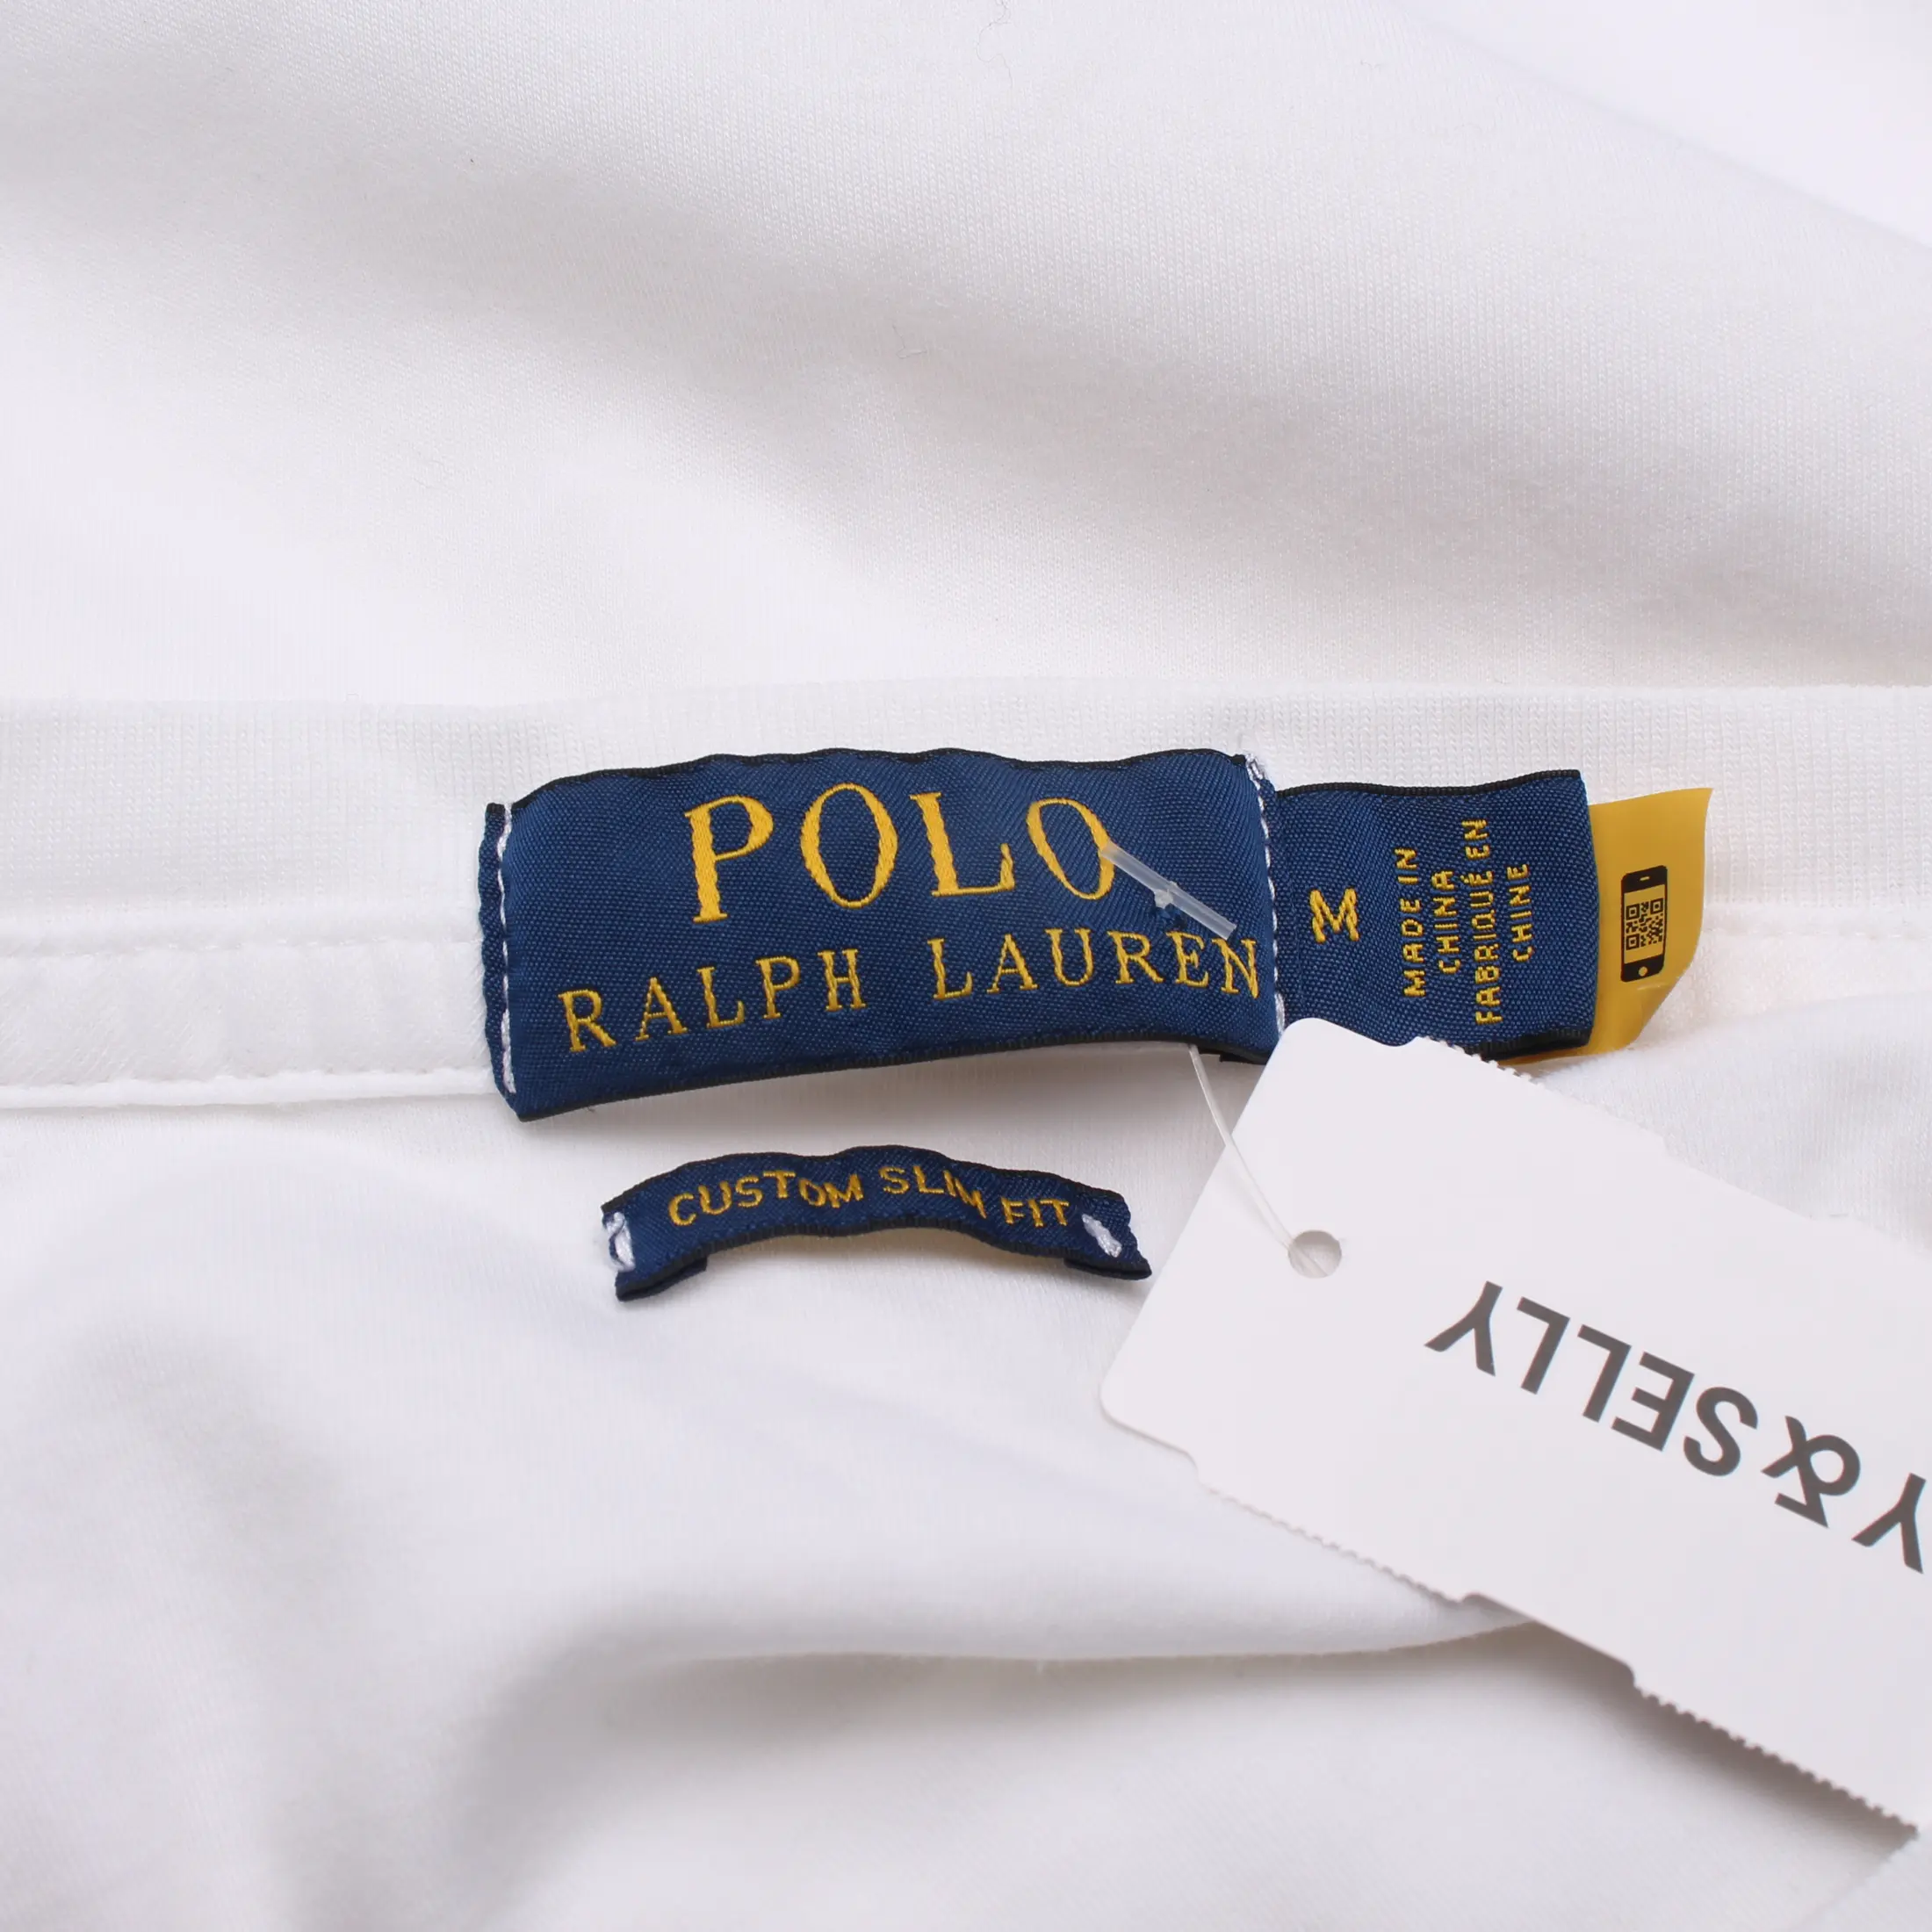 POLO
RALPH LAUREN
M
MADE IN
CHINA
FABRIQUÉ EN
CHINE
CUSTOM SLIM FIT
Y&SELLY